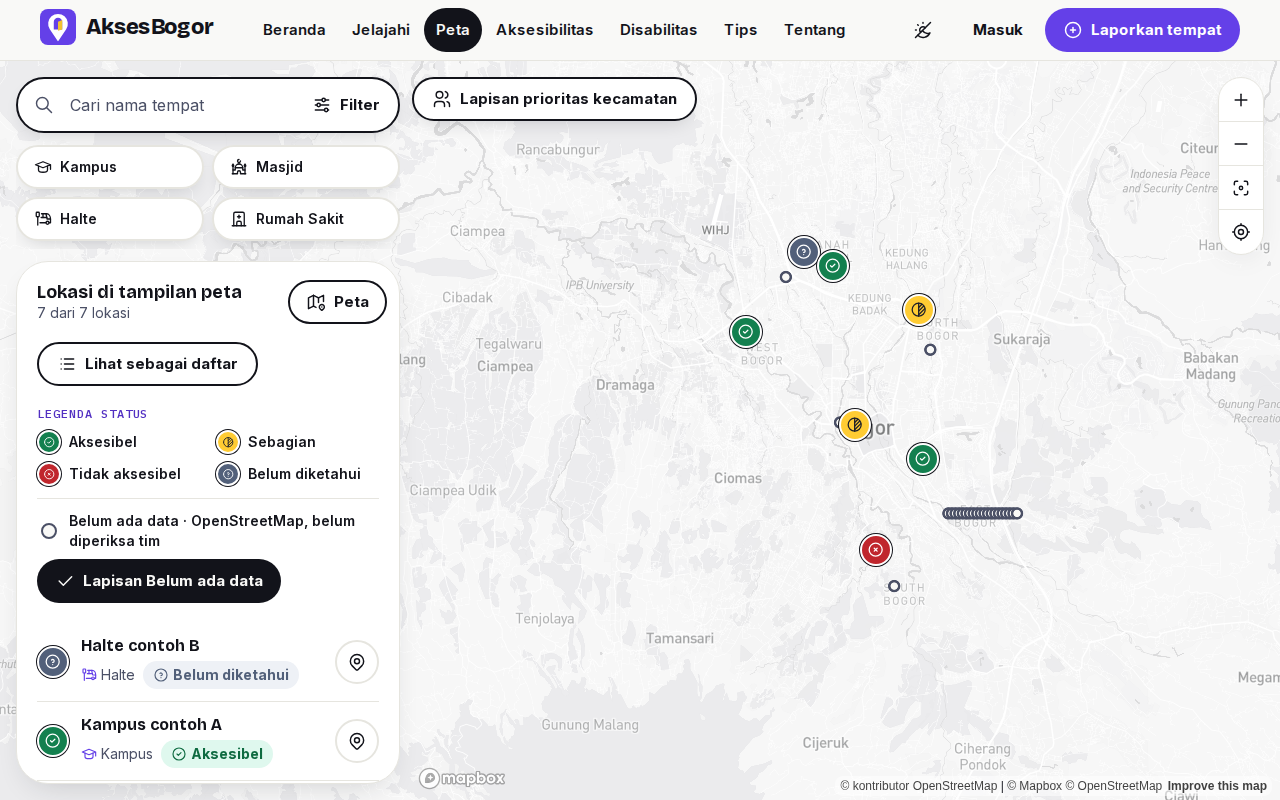 AksesBogor
Beranda
Jelajahi
Peta
Aksesibilitas
Disabilitas
Tips
Tentang
Masuk
Laporkan tempat
Cari nama tempat
Filter
Lapisan prioritas kecamatan
Kampus
Masjid
Halte
Rumah Sakit
Lokasi di tampilan peta
7 dari 7 lokasi
Peta
Lihat sebagai daftar
LEGENDA STATUS
Aksesibel
Sebagian
Tidak aksesibel
Belum diketahui
Belum ada data · OpenStreetMap, belum
diperiksa tim
Lapisan Belum ada data
Halte contoh B
Halte
Belum diketahui
Kampus contoh A
Kampus
Aksesibel
Rancabungur
Indonesia Peace
and Security Centre
Ciampea
WIHJ
KEDUNG
HALANG
IPB University
Cibadak
KEDUNG
BADAK
Tegalwaru
BOGOR
Sukaraja
BOGOR
Ciampea
Babakan
Madang
Dramaga
Ciomas
Ciampea Udik
BOGOR
BOGOR
Tenjolaya
Tamansari
Gunung Malang
Cijeruk
Ciherang
Pondok
mapbox
© kontributor OpenStreetMap | © Mapbox © OpenStreetMap Improve this map